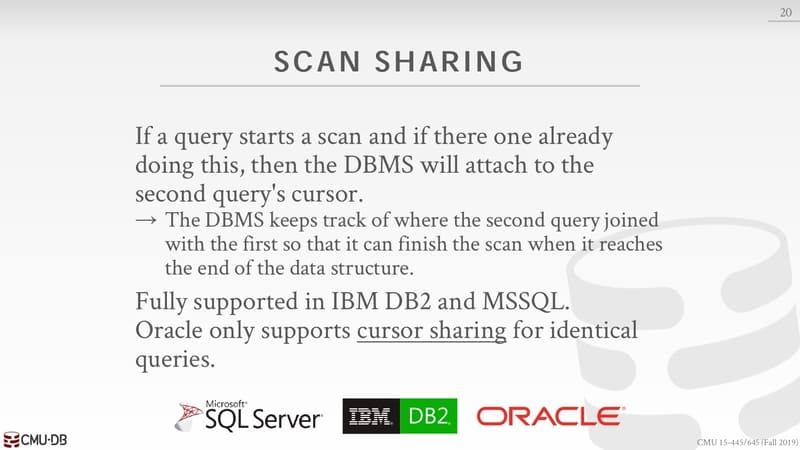 20
SCAN SHARING
If a query starts a scan and if there one already
doing this, then the DBMS will attach to the
second query's cursor.
→ The DBMS keeps track of where the second query joined
with the first so that it can finish the scan when it reaches
the end of the data structure.
Fully supported in IBM DB2 and MSSQL.
Oracle only supports cursor sharing for identical
queries.
Microsoft®
SQL Server®
IBM® DB2®
ORACLE®
CMU·DB
CMU 15-445/645 (Fall 2019)